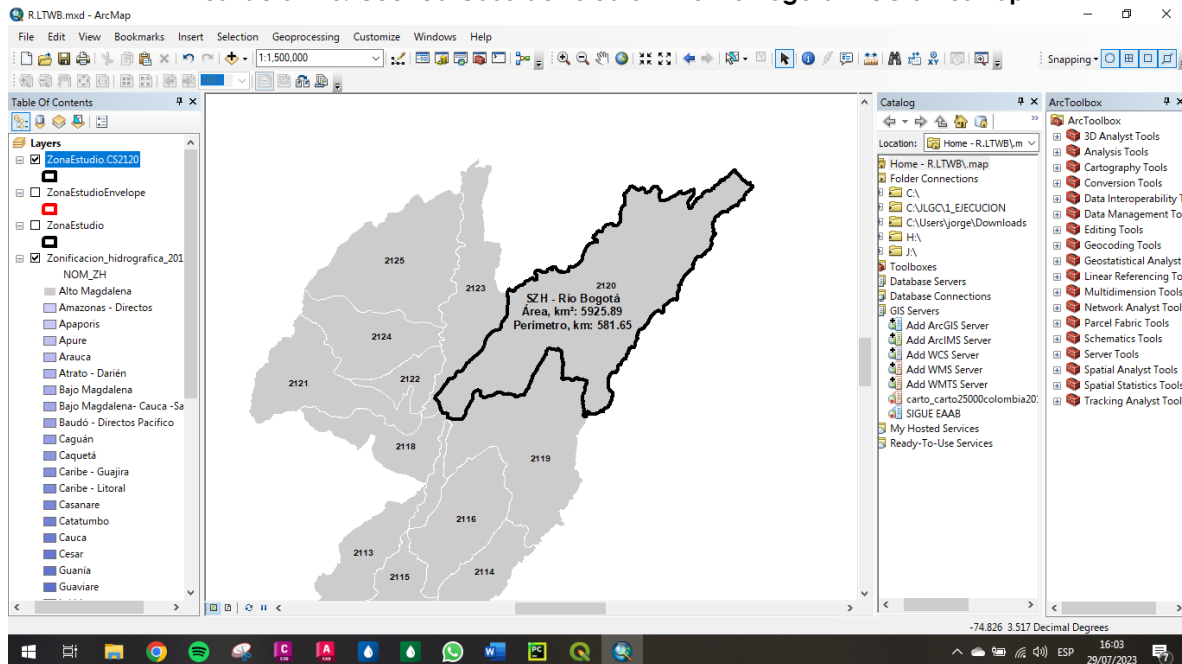 R.LTWB.mxd - ArcMap
File Edit View Bookmarks Insert Selection Geoprocessing Customize Windows Help
1:1,500,000
Snapping
Table Of Contents
Layers
ZonaEstudio.CS2120
ZonaEstudioEnvelope
ZonaEstudio
Zonificacion_hidrografica_201
NOM_ZH
Alto Magdalena
Amazonas - Directos
Apaporis
Apure
Arauca
Atrato - Darién
Bajo Magdalena
Bajo Magdalena- Cauca -Sa
Baudó - Directos Pacifico
Caguán
Caquetá
Caribe - Guajira
Caribe - Litoral
Casanare
Catatumbo
Cauca
Cesar
Guanía
Guaviare
2125
2123
2120
SZH - Río Bogotá
Área, km²: 5925.89
Perímetro, km: 581.65
2124
2122
2121
2118
2119
2116
2113
2115
2114
Catalog
Location: Home - R.LTWB\.m
Home - R.LTWB\.map
Folder Connections
C:\
C:\JLGC\1_EJECUCION
C:\Users\jorge\Downloads
H:\
J:\
Toolboxes
Database Servers
Database Connections
GIS Servers
Add ArcGIS Server
Add ArcIMS Server
Add WCS Server
Add WMS Server
Add WMTS Server
carto_carto25000colombia20
SIGUE EAAB
My Hosted Services
Ready-To-Use Services
ArcToolbox
ArcToolbox
3D Analyst Tools
Analysis Tools
Cartography Tools
Conversion Tools
Data Interoperability T
Data Management To
Editing Tools
Geocoding Tools
Geostatistical Analyst
Linear Referencing To
Multidimension Tools
Network Analyst Tool
Parcel Fabric Tools
Schematics Tools
Server Tools
Spatial Analyst Tools
Spatial Statistics Tools
Tracking Analyst Tool
-74.826 3.517 Decimal Degrees
ESP
16:03
29/07/2023